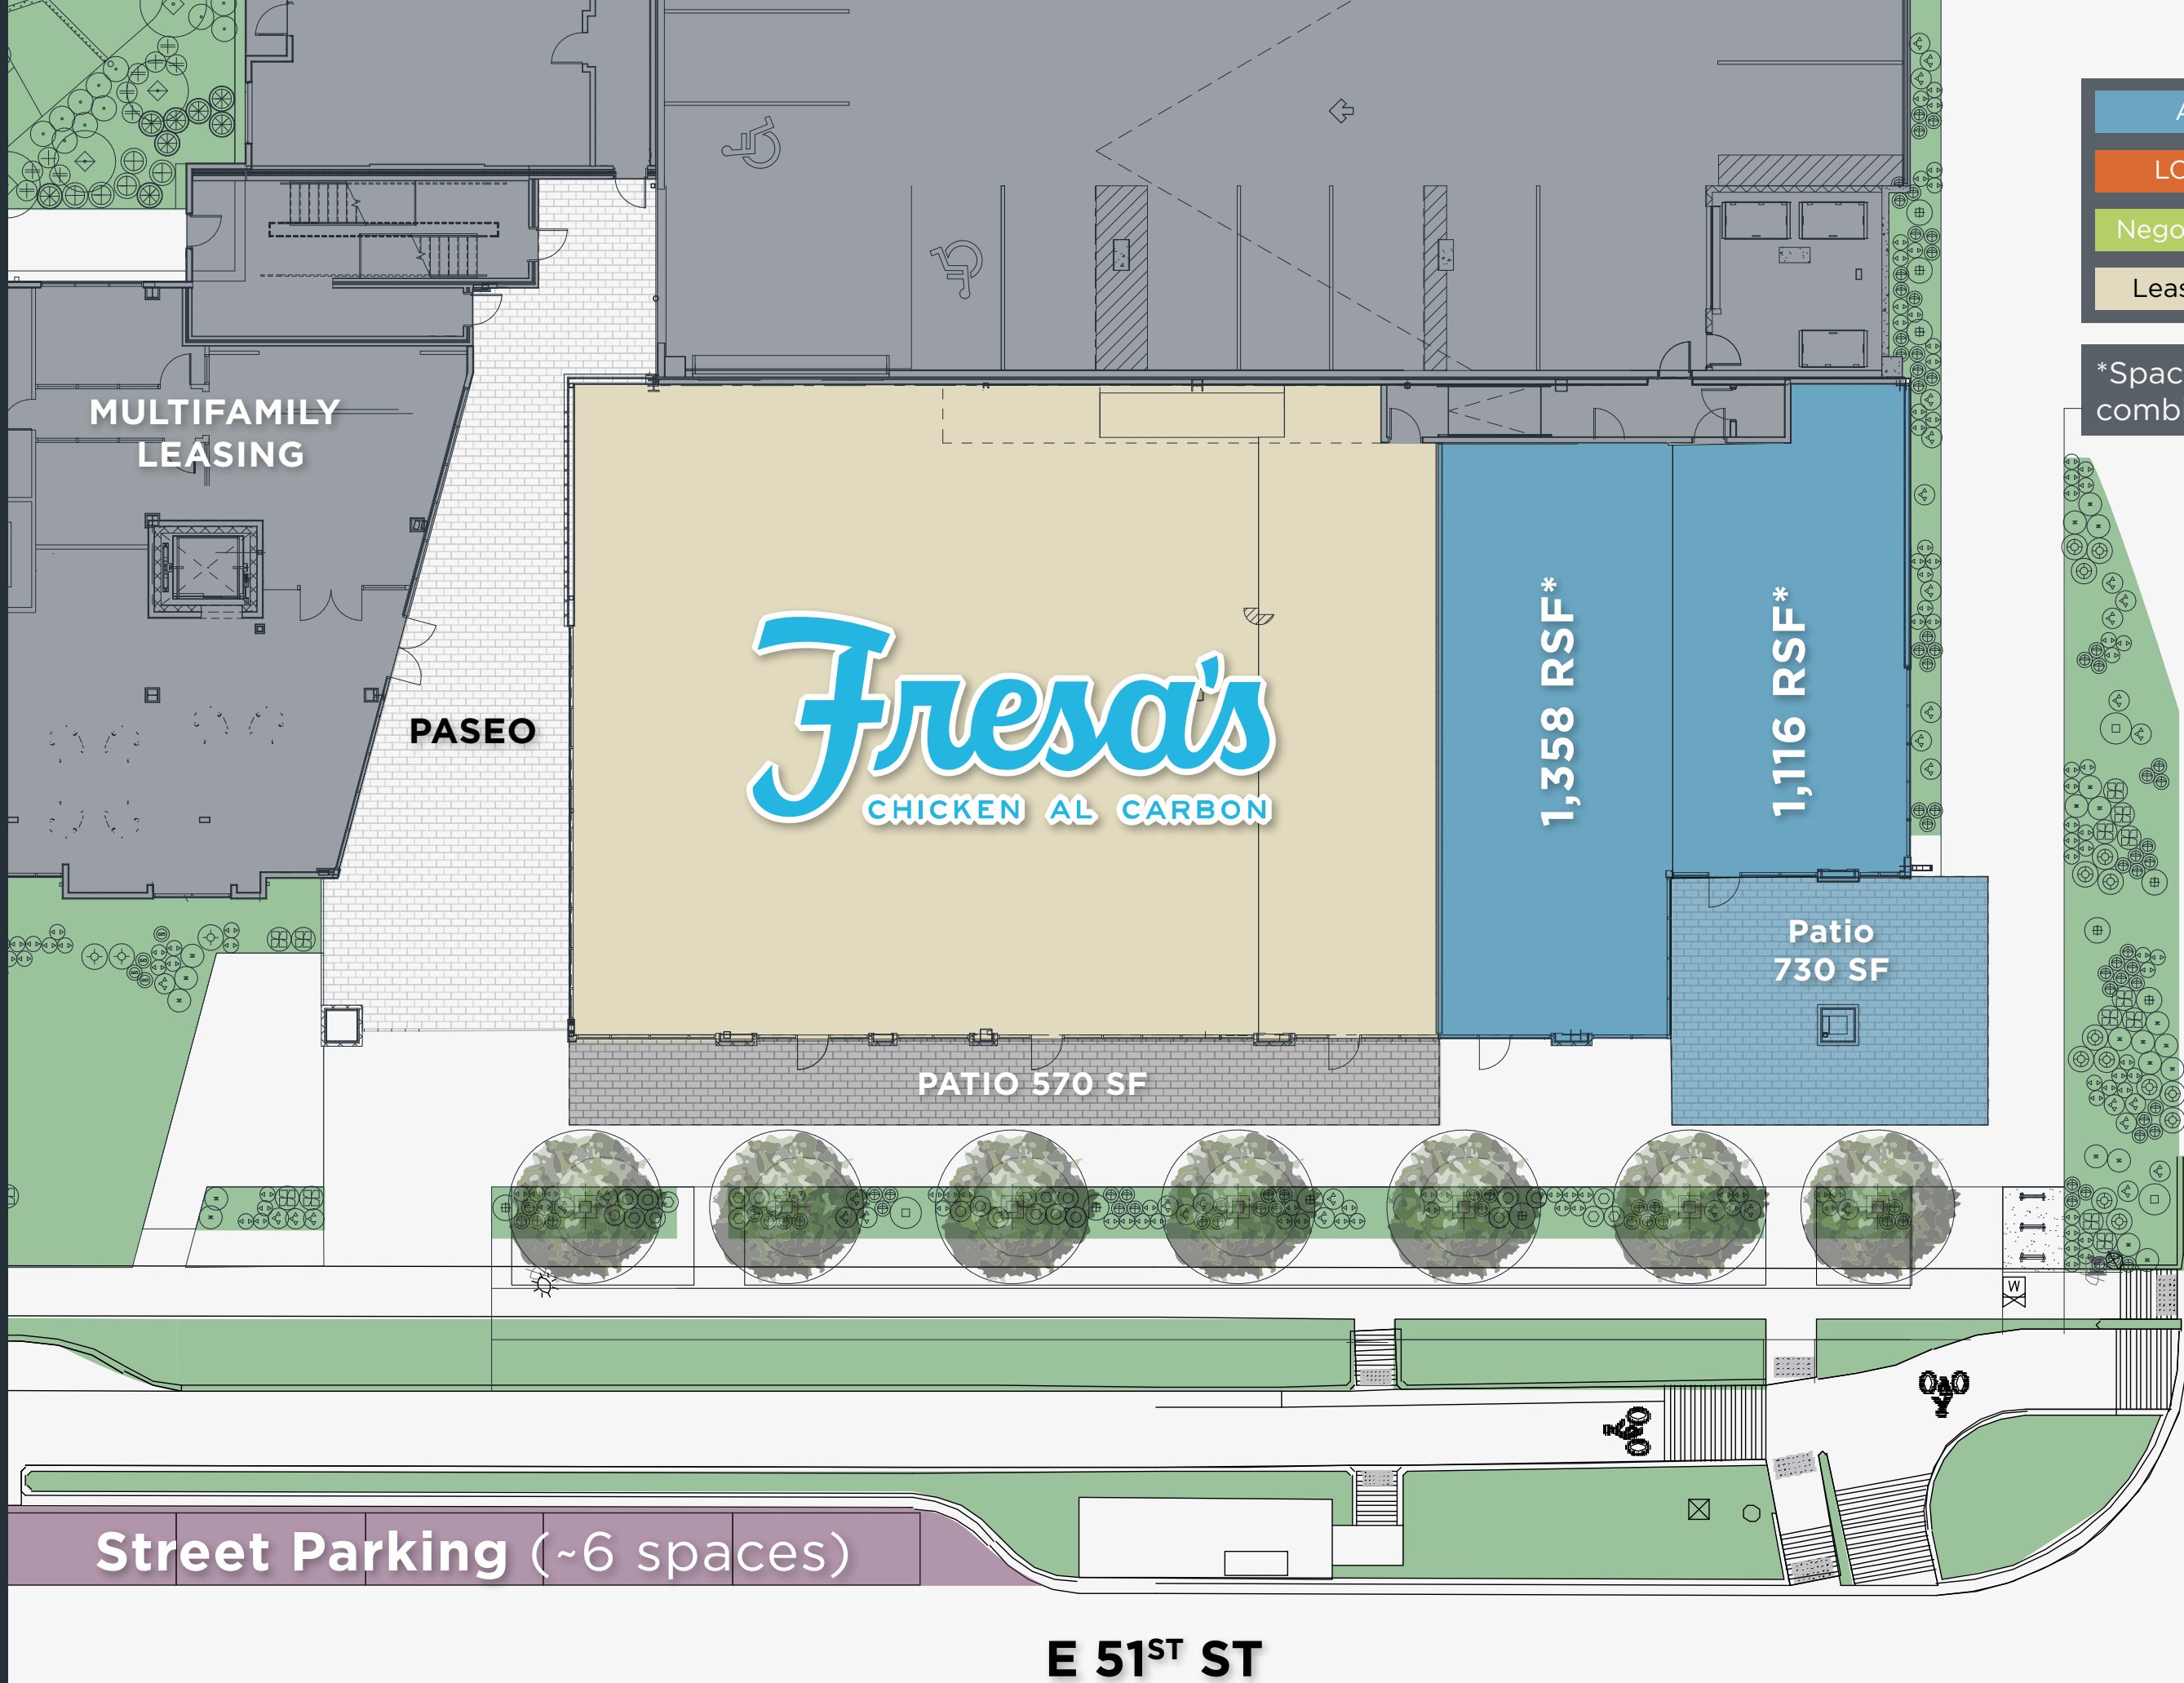 A
LO
Nego
Leas
*Spac
comb
MULTIFAMILY
LEASING
PASEO
Fresa's
CHICKEN AL CARBON
1,358 RSF*
1,116 RSF*
Patio
730 SF
PATIO 570 SF
W
Street Parking (~6 spaces)
E 51ST ST